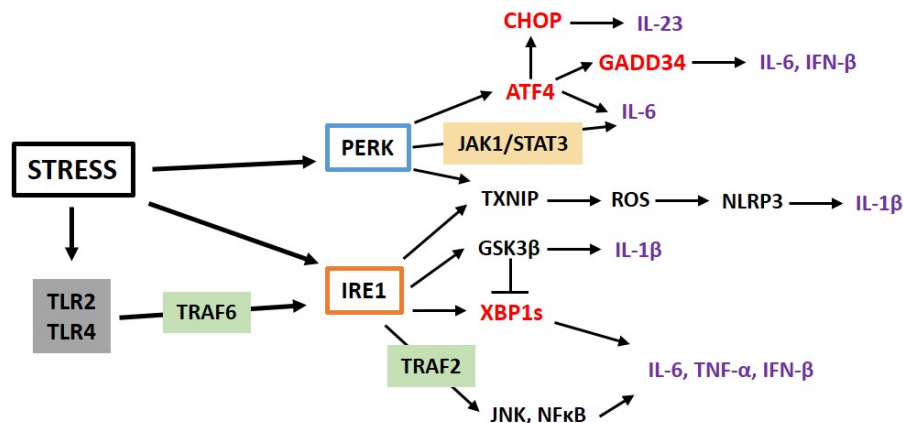 CHOP
IL-23
GADD34
IL-6, IFN-β
ATF4
IL-6
PERK
JAK1/STAT3
STRESS
TXNIP
ROS
NLRP3
IL-1β
GSK3β
IL-1β
TLR2
TLR4
TRAF6
IRE1
XBP1s
TRAF2
IL-6, TNF-α, IFN-β
JNK, NFκB